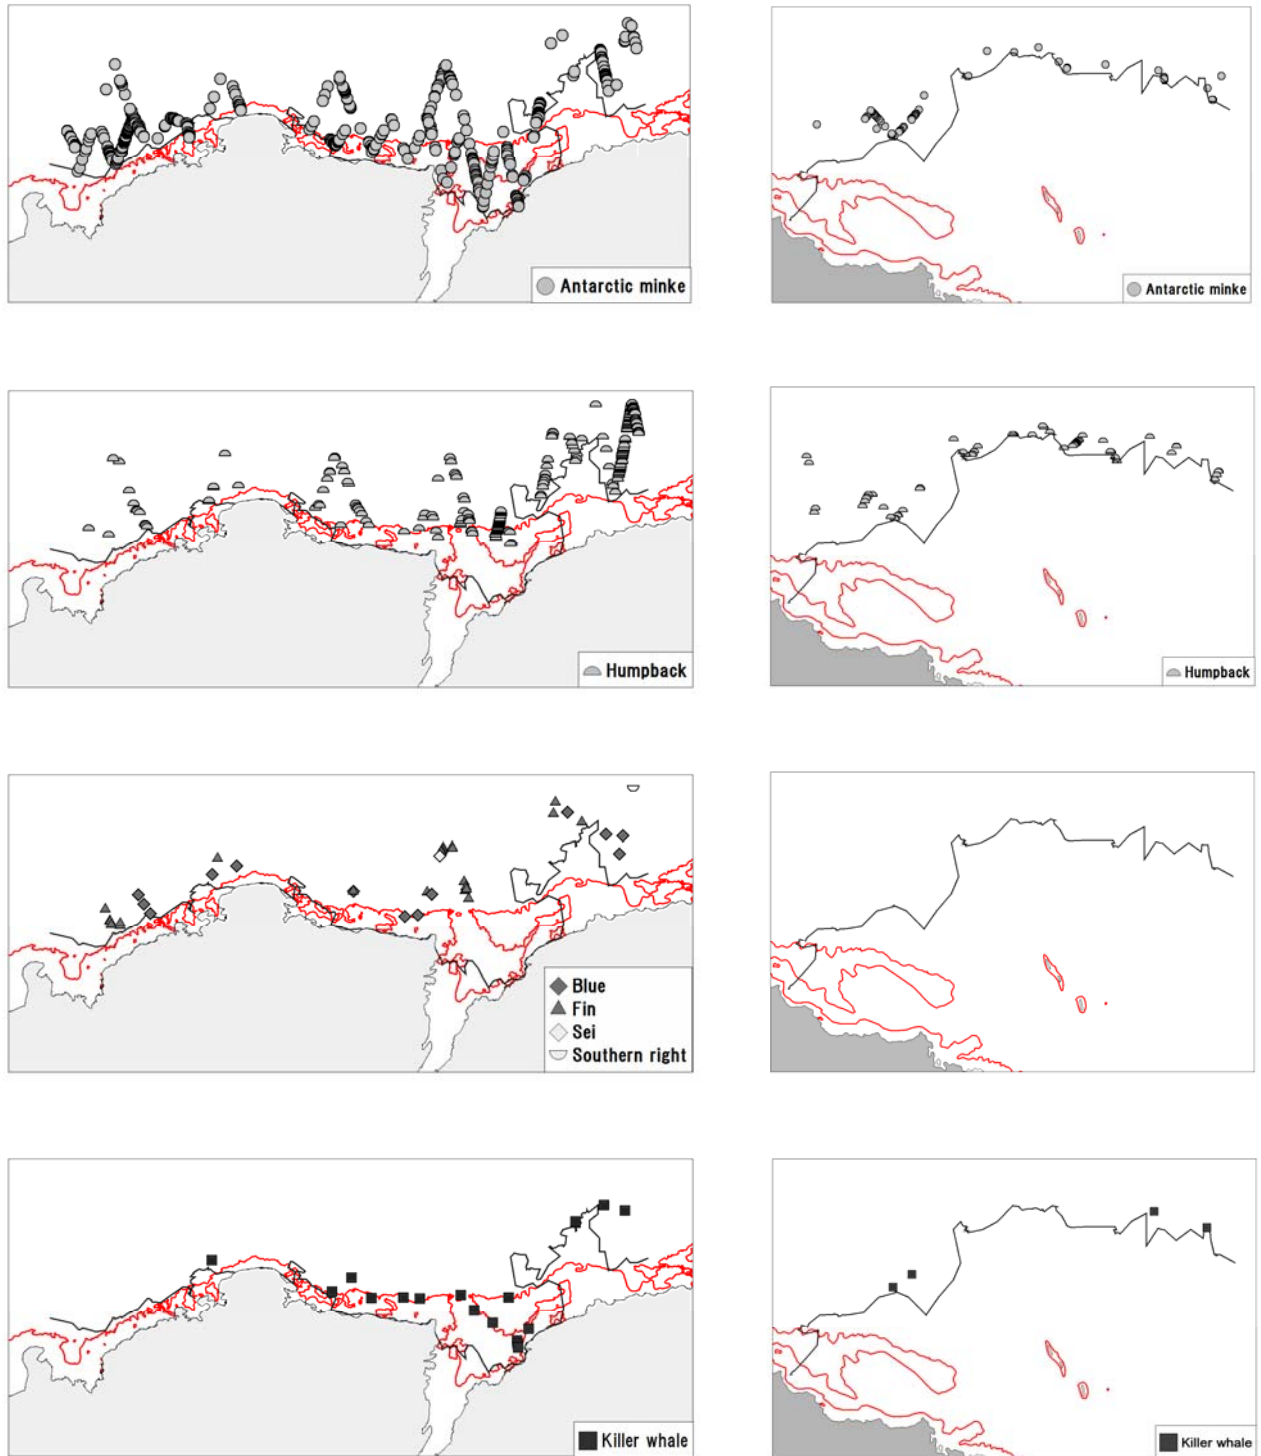 Antarctic minke
Antarctic minke
Humpback
Humpback
Blue
Fin
Sei
Southern right
Killer whale
Killer whale